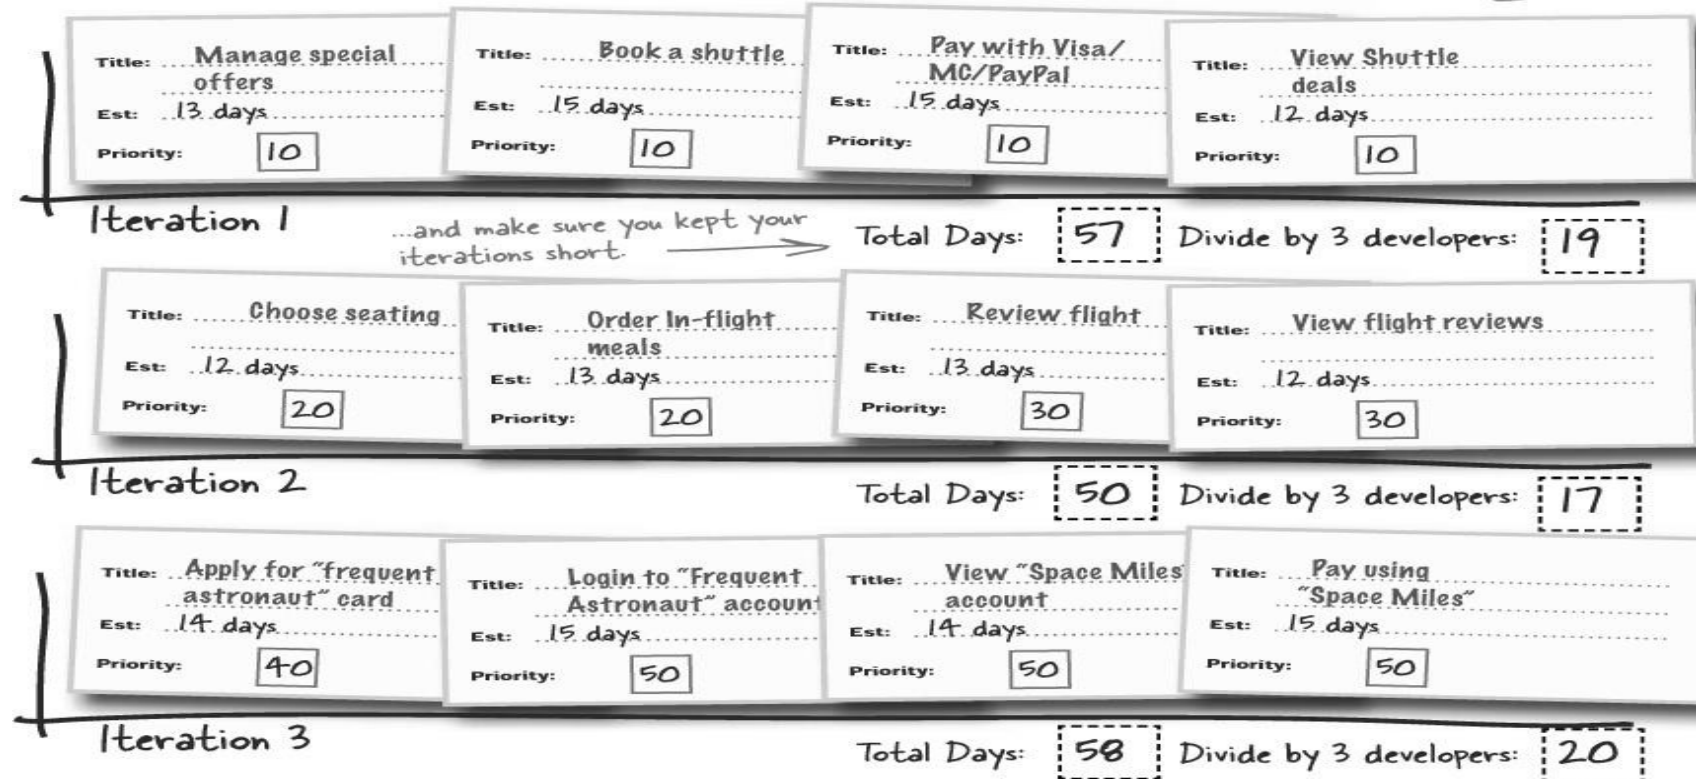 Title: Manage special
offers
Est: 13 days
Priority: 10
Title: Book a shuttle
Est: 15 days
Priority: 10
Title: Pay with Visa/
MC/PayPal
Est: 15 days
Priority: 10
Title: View Shuttle
deals
Est: 12 days
Priority: 10
Iteration 1
...and make sure you kept your
iterations short.
Total Days: 57 Divide by 3 developers: 19
Title: Choose seating
Est: 12 days
Priority: 20
Title: Order In-flight
meals
Est: 13 days
Priority: 20
Title: Review flight
Est: 13 days
Priority: 30
Title: View flight reviews
Est: 12 days
Priority: 30
Iteration 2
Total Days: 50 Divide by 3 developers: 17
Title: Apply for "frequent
astronaut" card
Est: 14 days
Priority: 40
Title: Login to "Frequent
Astronaut" account
Est: 15 days
Priority: 50
Title: View "Space Miles"
account
Est: 14 days
Priority: 50
Title: Pay using
"Space Miles"
Est: 15 days
Priority: 50
Iteration 3
Total Days: 58 Divide by 3 developers: 20